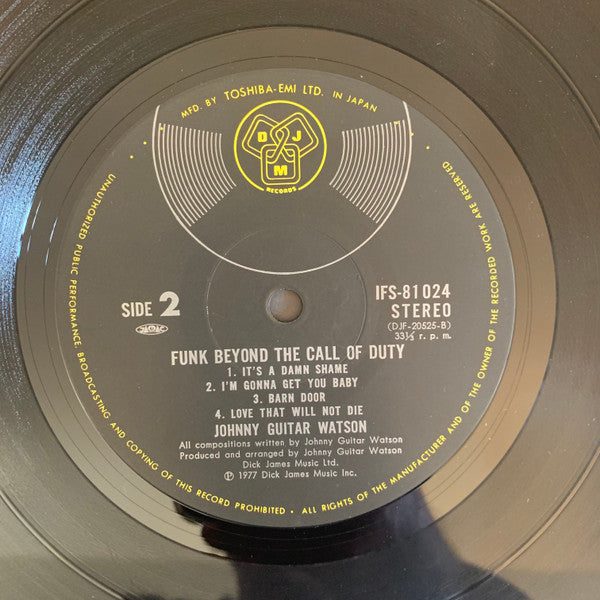 MFD. BY TOSHIBA-EMI LTD. IN JAPAN
D J
M
RECORDS
SIDE 2
IFS-81024
STEREO
(DJF-20525-B)
33⅓ r. p. m.
FUNK BEYOND THE CALL OF DUTY
1. IT'S A DAMN SHAME
2. I'M GONNA GET YOU BABY
3. BARN DOOR
4. LOVE THAT WILL NOT DIE
JOHNNY GUITAR WATSON
All compositions written by Johnny Guitar Watson
Produced and arranged by Johnny Guitar Watson
Dick James Music Ltd.
℗ 1977 Dick James Music Inc.
UNAUTHORIZED PUBLIC PERFORMANCE, BROADCASTING AND COPYING OF THIS RECORD PROHIBITED • ALL RIGHTS OF THE MANUFACTURER AND OF THE OWNER OF THE RECORDED WORK ARE RESERVED